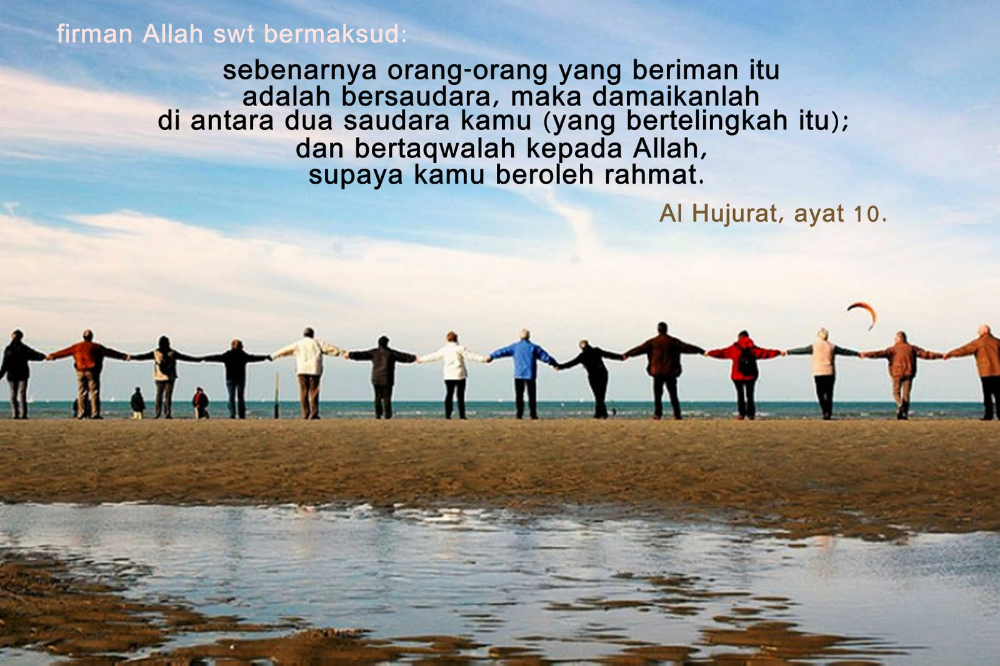 firman Allah swt bermaksud:
sebenarnya orang-orang yang beriman itu
adalah bersaudara, maka damaikanlah
di antara dua saudara kamu (yang bertelingkah itu);
dan bertaqwalah kepada Allah,
supaya kamu beroleh rahmat.
Al Hujurat, ayat 10.